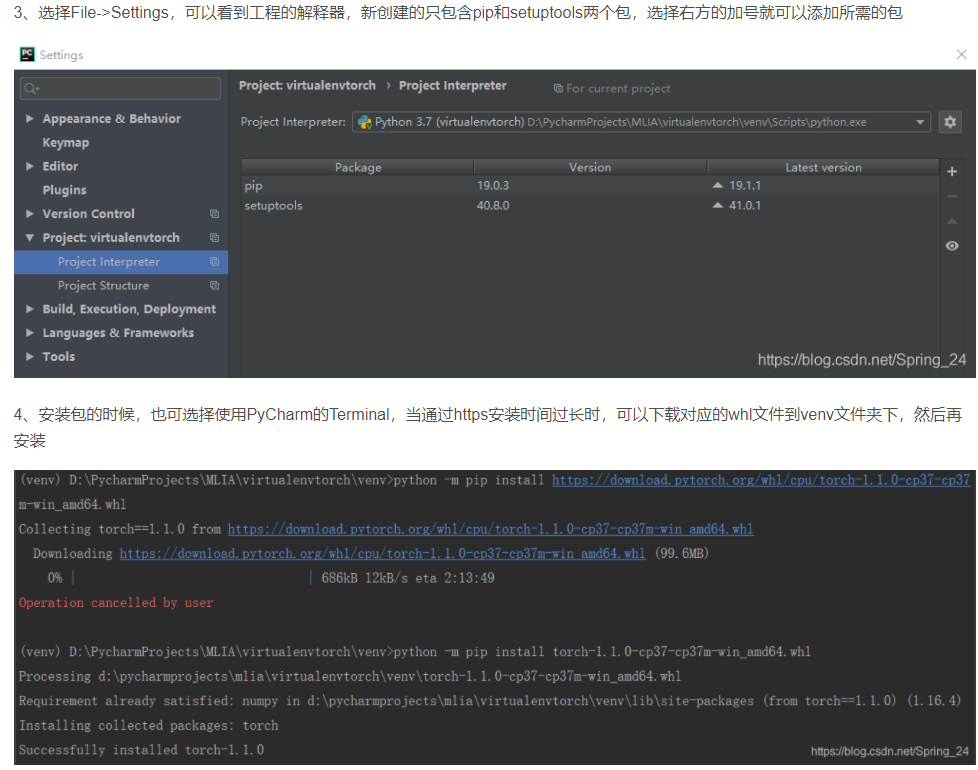 3、选择File->Settings，可以看到工程的解释器，新创建的只包含pip和setuptools两个包，选择右方的加号就可以添加所需的包
Settings
Project: virtualenvtorch › Project Interpreter For current project
Appearance & Behavior
Project Interpreter: Python 3.7 (virtualenvtorch) D:\PycharmProjects\MLIA\virtualenvtorch\venv\Scripts\python.exe
Keymap
Editor
Package Version Latest version
pip 19.0.3 19.1.1
Plugins
setuptools 40.8.0 41.0.1
Version Control
Project: virtualenvtorch
Project Interpreter
Project Structure
Build, Execution, Deployment
Languages & Frameworks
Tools
https://blog.csdn.net/Spring_24
4、安装包的时候，也可选择使用PyCharm的Terminal，当通过https安装时间过长时，可以下载对应的whl文件到venv文件夹下，然后再
安装
(venv) D:\PycharmProjects\MLIA\virtualenvtorch\venv>python -m pip install https://download.pytorch.org/whl/cpu/torch-1.1.0-cp37-cp37
m-win_amd64.whl
Collecting torch==1.1.0 from https://download.pytorch.org/whl/cpu/torch-1.1.0-cp37-cp37m-win_amd64.whl
Downloading https://download.pytorch.org/whl/cpu/torch-1.1.0-cp37-cp37m-win_amd64.whl (99.6MB)
0% | | 686kB 12kB/s eta 2:13:49
Operation cancelled by user
(venv) D:\PycharmProjects\MLIA\virtualenvtorch\venv>python -m pip install torch-1.1.0-cp37-cp37m-win_amd64.whl
Processing d:\pycharmprojects\mlia\virtualenvtorch\venv\torch-1.1.0-cp37-cp37m-win_amd64.whl
Requirement already satisfied: numpy in d:\pycharmprojects\mlia\virtualenvtorch\venv\lib\site-packages (from torch==1.1.0) (1.16.4)
Installing collected packages: torch
Successfully installed torch-1.1.0
https://blog.csdn.net/Spring_24